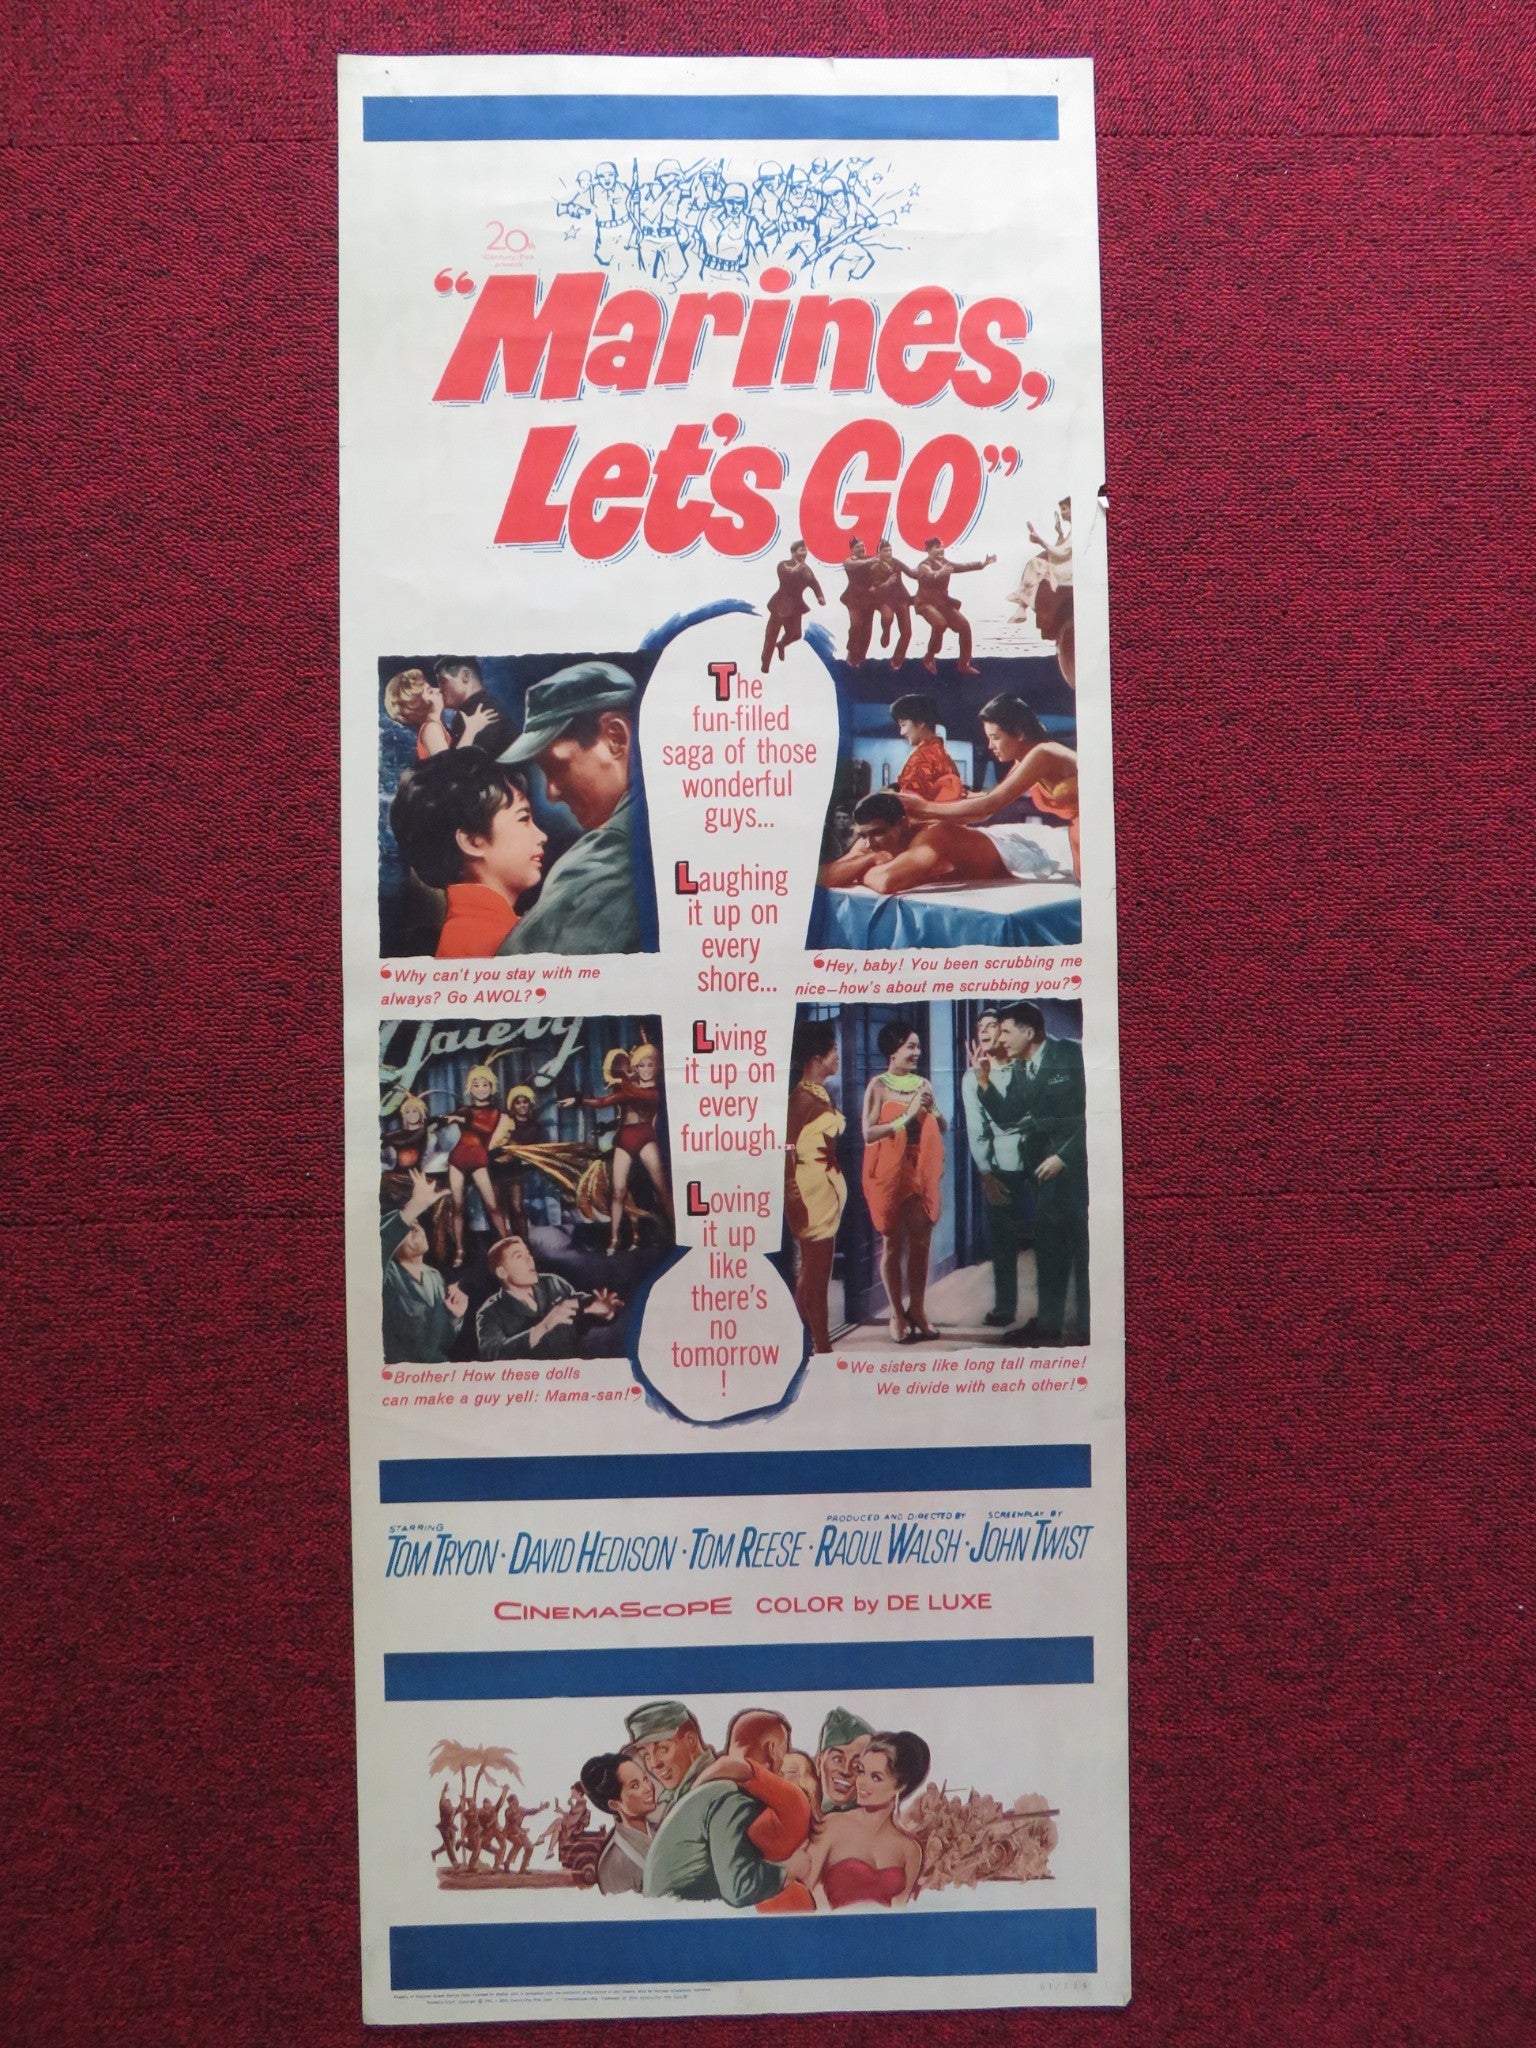 20th
Century-Fox
presents
“Marines,
Let's Go”
The
fun-filled
saga of those
wonderful
guys...
Laughing
it up on
every
shore...
Living
it up on
every
furlough...
Loving
it up
like
there's
no
tomorrow
!
“Why can't you stay with me
always? Go AWOL?”
“Hey, baby! You been scrubbing me
nice—how's about me scrubbing you?”
Gaiety
“Brother! How these dolls
can make a guy yell: Mama-san!”
“We sisters like long tall marine!
We divide with each other!”
STARRING
TOM TRYON · DAVID HEDISON · TOM REESE ·
PRODUCED AND DIRECTED BY
RAOUL WALSH ·
SCREENPLAY BY
JOHN TWIST
CINEMASCOPE COLOR by DE LUXE